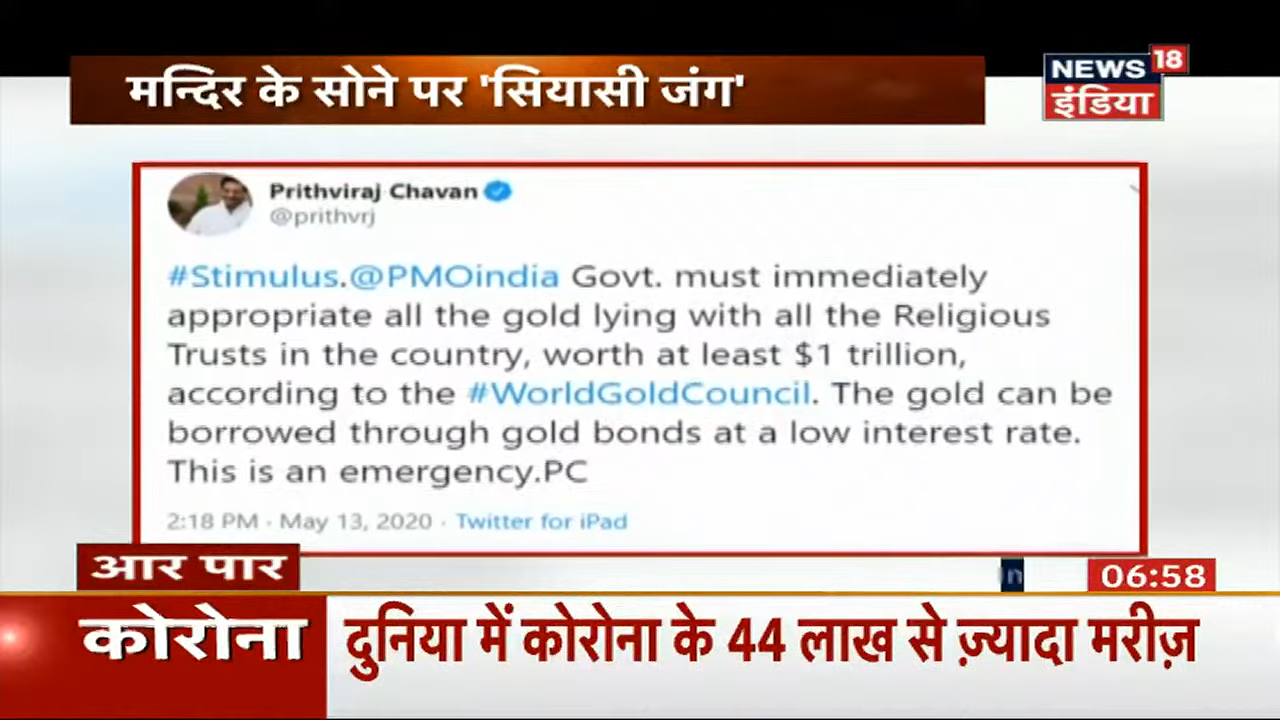 मन्दिर के सोने पर 'सियासी जंग'
NEWS 18
इंडिया
Prithviraj Chavan
@prithvrj
#Stimulus.@PMOindia Govt. must immediately
appropriate all the gold lying with all the Religious
Trusts in the country, worth at least $1 trillion,
according to the #WorldGoldCouncil. The gold can be
borrowed through gold bonds at a low interest rate.
This is an emergency.PC
2:18 PM · May 13, 2020 · Twitter for iPad
आर पार
06:58
कोरोना
दुनिया में कोरोना के 44 लाख से ज़्यादा मरीज़